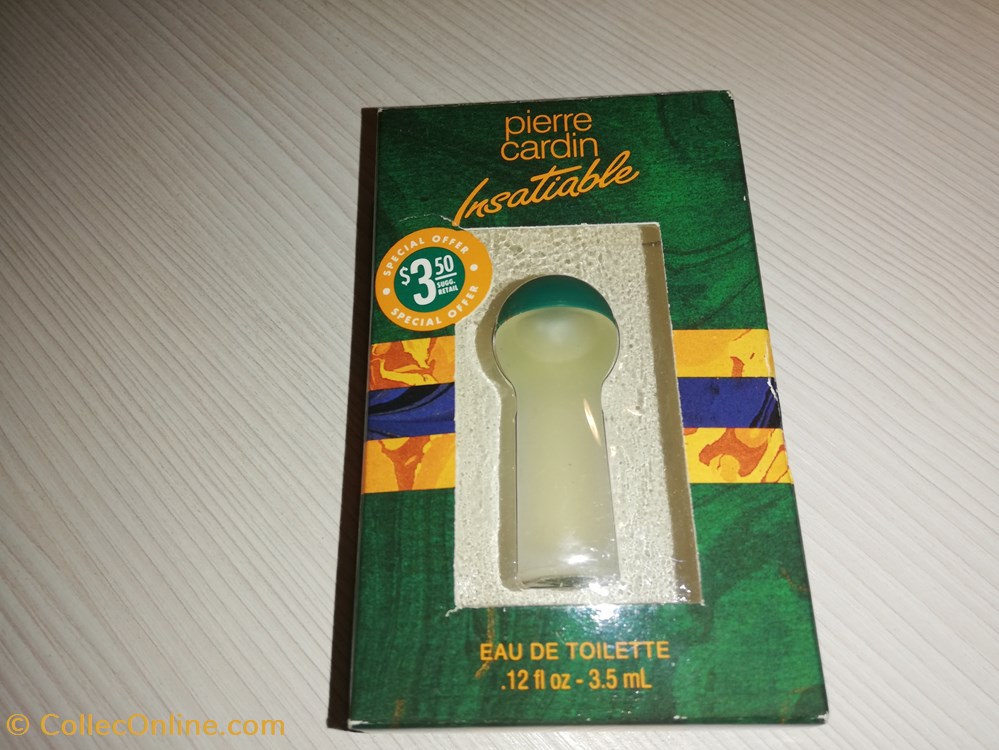 pierre
cardin
Insatiable
SPECIAL OFFER
$3.50
SUGG.
RETAIL
SPECIAL OFFER
EAU DE TOILETTE
.12 fl oz - 3.5 mL
© CollecOnline.com